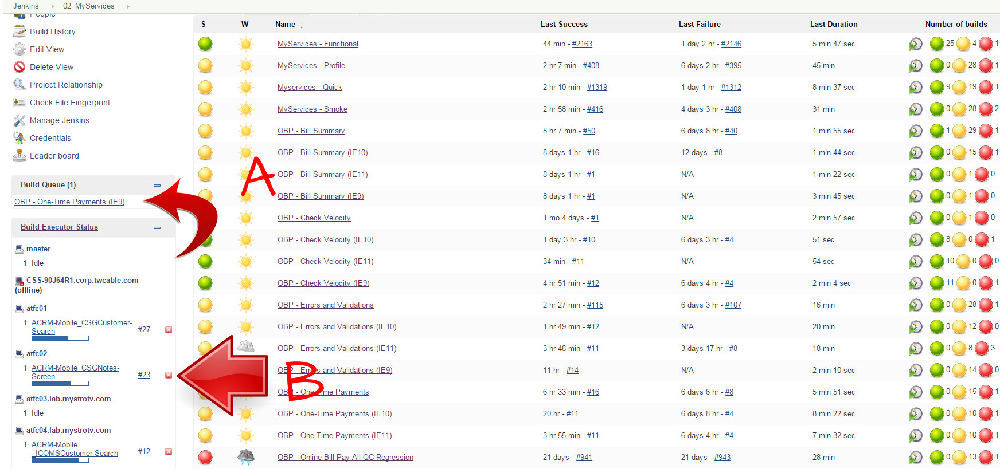 Jenkins 02_MyServices
People
Build History
Edit View
Delete View
Project Relationship
Check File Fingerprint
Manage Jenkins
Credentials
Leader board
Build Queue (1)
OBP - One-Time Payments (IE9)
Build Executor Status
master
1 Idle
CSS-90J64R1.corp.twcable.com
(offline)
atfc01
1 ACRM-Mobile_CSGCustomer-
Search #27
atfc02
1 ACRM-Mobile_CSGNotes-
Screen #23
atfc03.lab.mystrotv.com
1 Idle
atfc04.lab.mystrotv.com
1 ACRM-Mobile
_ICOMSCustomer-Search #12
A
B
S W Name ↓ Last Success Last Failure Last Duration Number of builds
MyServices - Functional 44 min - #2163 1 day 2 hr - #2146 5 min 47 sec 25 4 1
MyServices - Profile 2 hr 7 min - #408 6 days 2 hr - #395 45 min 0 28 1
Myservices - Quick 2 hr 10 min - #1319 1 day 1 hr - #1312 8 min 37 sec 9 19 1
MyServices - Smoke 2 hr 58 min - #416 4 days 3 hr - #408 31 min 0 28 2
OBP - Bill Summary 8 hr 7 min - #50 6 days 8 hr - #40 1 min 55 sec 1 29 1
OBP - Bill Summary (IE10) 8 days 1 hr - #16 12 days - #8 1 min 44 sec 0 15 1
OBP - Bill Summary (IE11) 8 days 1 hr - #1 N/A 1 min 22 sec 0 1 0
OBP - Bill Summary (IE9) 8 days 1 hr - #1 N/A 3 min 45 sec 0 1 0
OBP - Check Velocity 1 mo 4 days - #1 N/A 2 min 57 sec 0 1 0
OBP - Check Velocity (IE10) 1 day 3 hr - #10 6 days 3 hr - #4 51 sec 8 0 1
OBP - Check Velocity (IE11) 34 min - #11 N/A 54 sec 10 0 0
OBP - Check Velocity (IE9) 4 hr 51 min - #12 6 days 4 hr - #4 2 min 4 sec 11 0 1
OBP - Errors and Validations 2 hr 27 min - #115 6 days 3 hr - #107 16 min 0 28 1
OBP - Errors and Validations (IE10) 1 hr 49 min - #12 N/A 20 min 0 12 0
OBP - Errors and Validations (IE11) 3 hr 48 min - #11 3 days 17 hr - #8 18 min 0 8 3
OBP - Errors and Validations (IE9) 11 hr - #14 N/A 2 min 10 sec 0 14 0
OBP - One-Time Payments 6 hr 33 min - #16 6 days 6 hr - #8 5 min 51 sec 0 15 1
OBP - One-Time Payments (IE10) 20 hr - #11 6 days 8 hr - #4 8 min 22 sec 0 10 1
OBP - One-Time Payments (IE11) 3 hr 55 min - #11 6 days 4 hr - #4 7 min 32 sec 0 10 1
OBP - Online Bill Pay All QC Regression 21 days - #941 21 days - #943 28 min 0 13